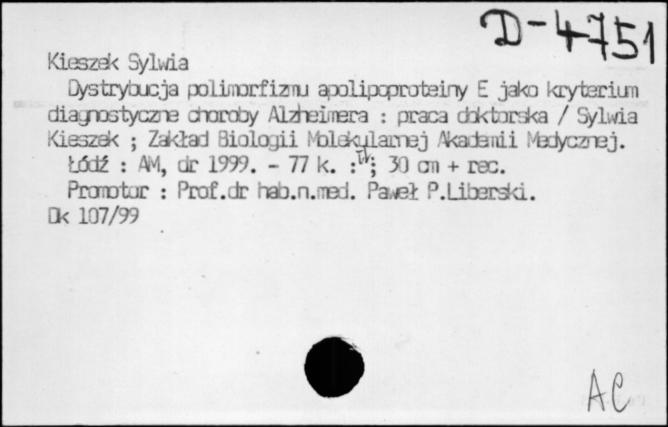 D-4751
Kieszek Sylwia
Dystrybucja polimorfizmu apolipoproteiny E jako kryterium
diagnostyczne choroby Alzheimera : praca doktorska / Sylwia
Kieszek ; Zakład Biologii Molekularnej Akademii Medycznej.
Łódź : AM, dr 1999. - 77 k. : ; 30 cm + rec.
Promotor : Prof.dr hab.n.med. Paweł P.Liberski.
Dk 107/99
AC